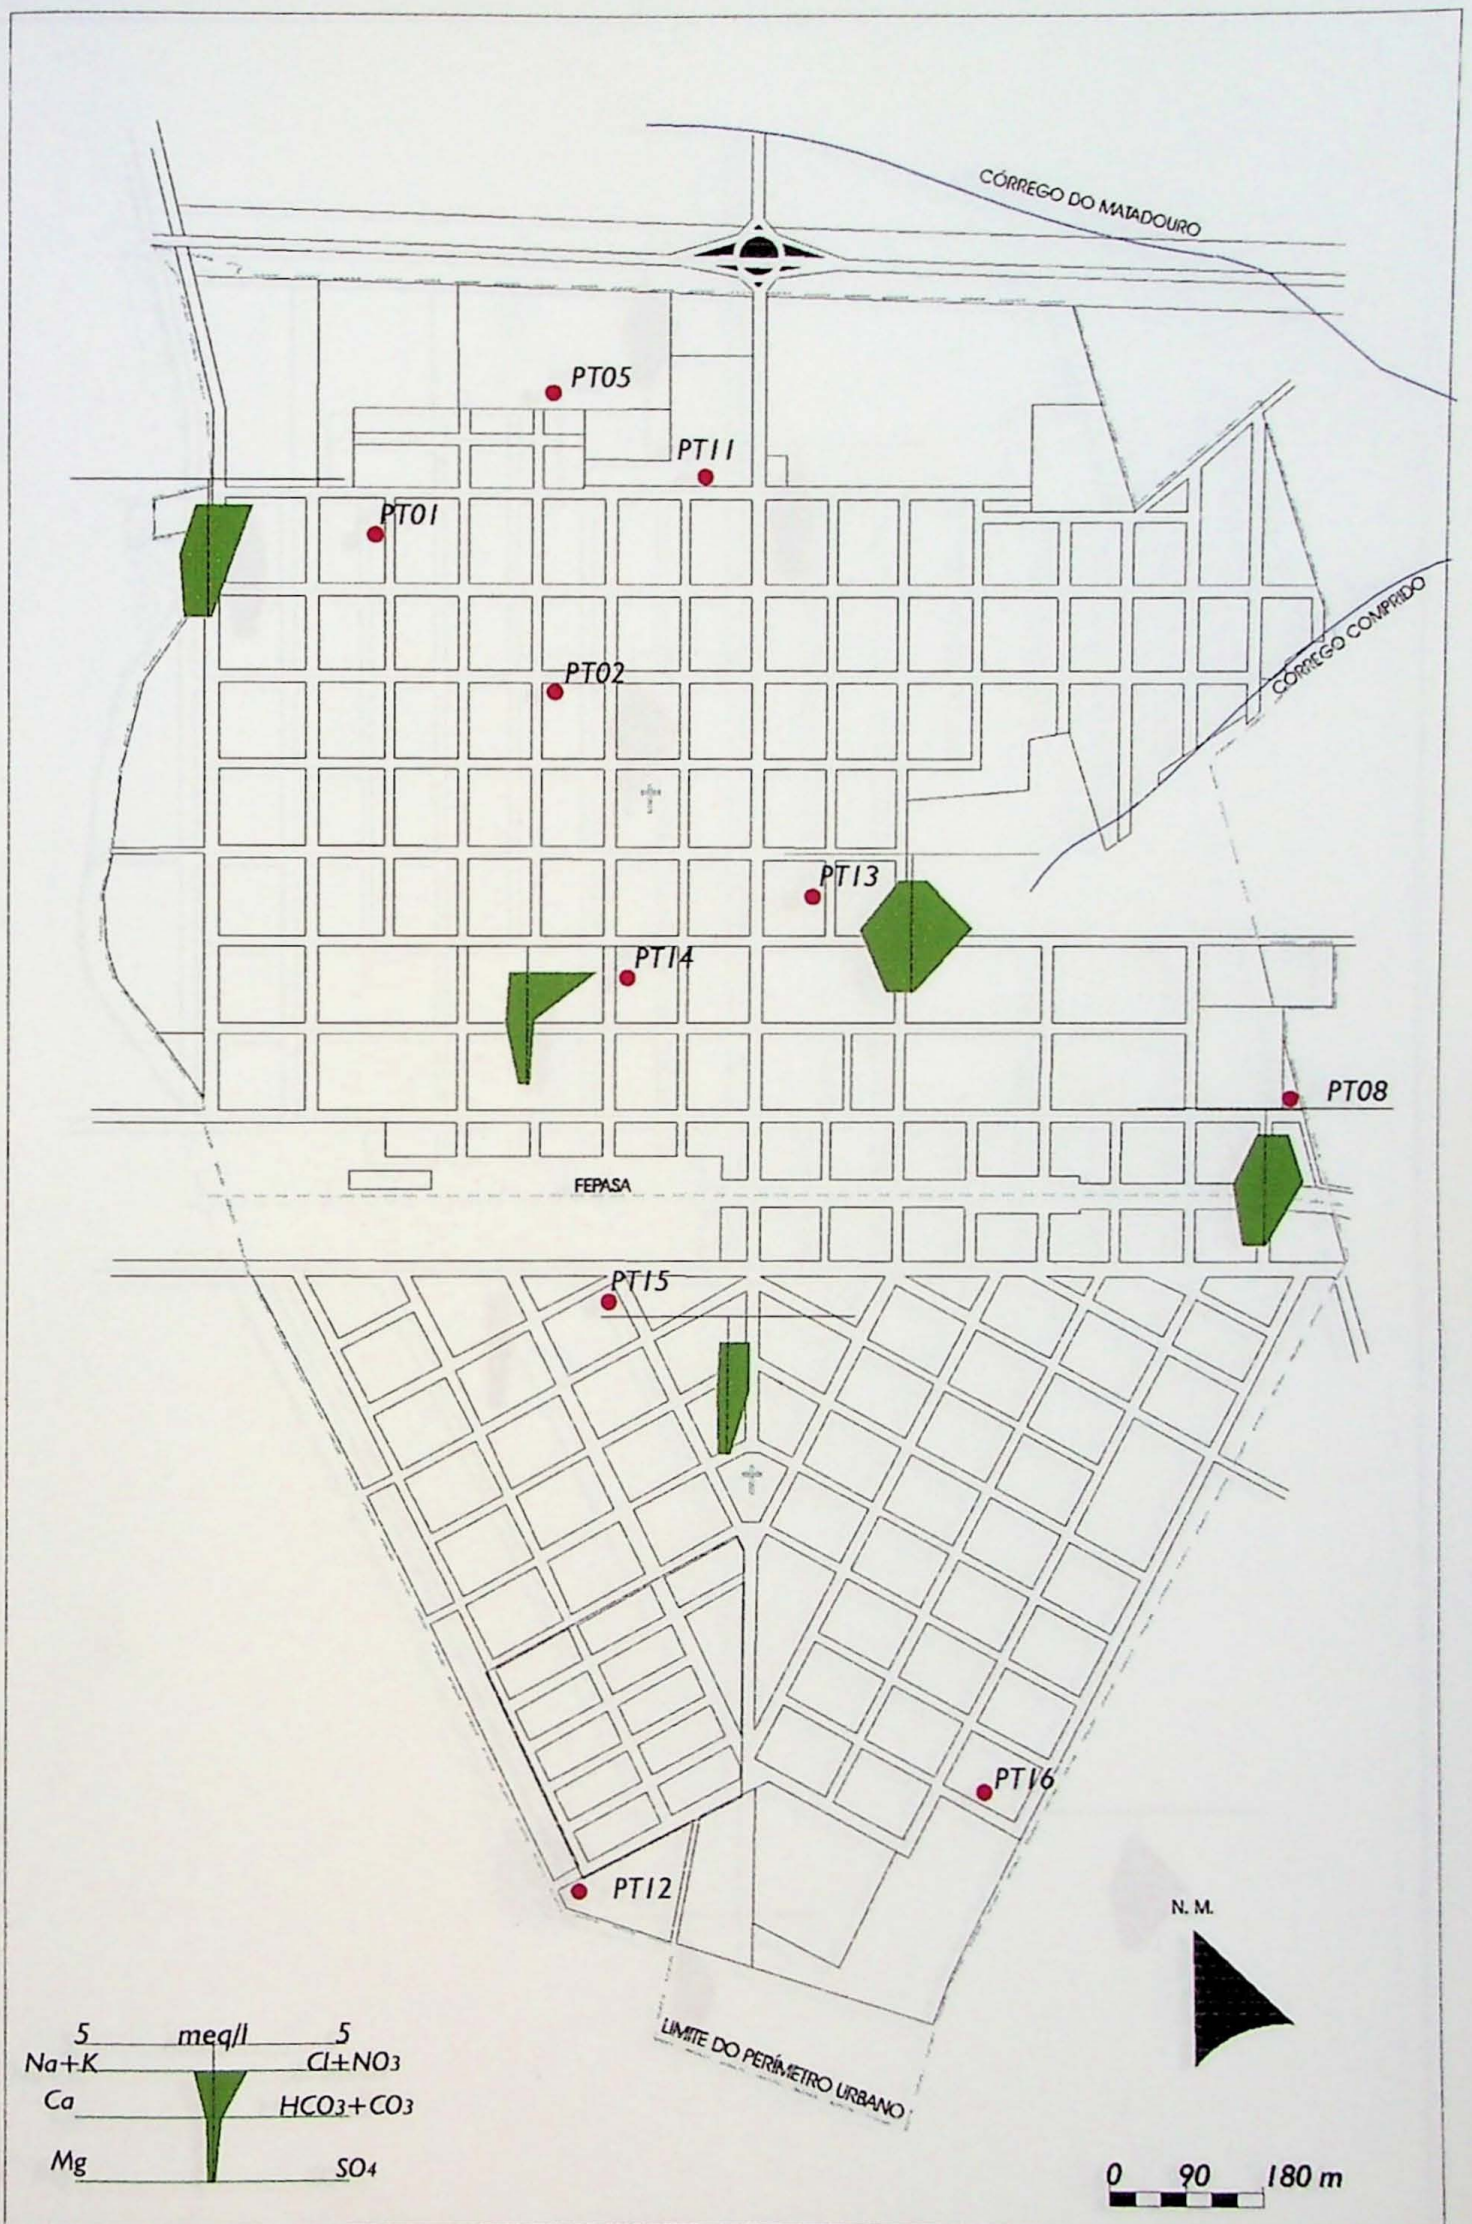 CÓRREGO DO MATADOURO
PT05
PT11
PT01
CÓRREGO COMPRIDO
PT02
PT13
PT14
PT08
FEPASA
PT15
PT16
PT12
N. M.
LIMITE DO PERÍMETRO URBANO
5 meq/l 5
Na+K Cl+NO3
Ca HCO3+CO3
Mg SO4
0 90 180 m